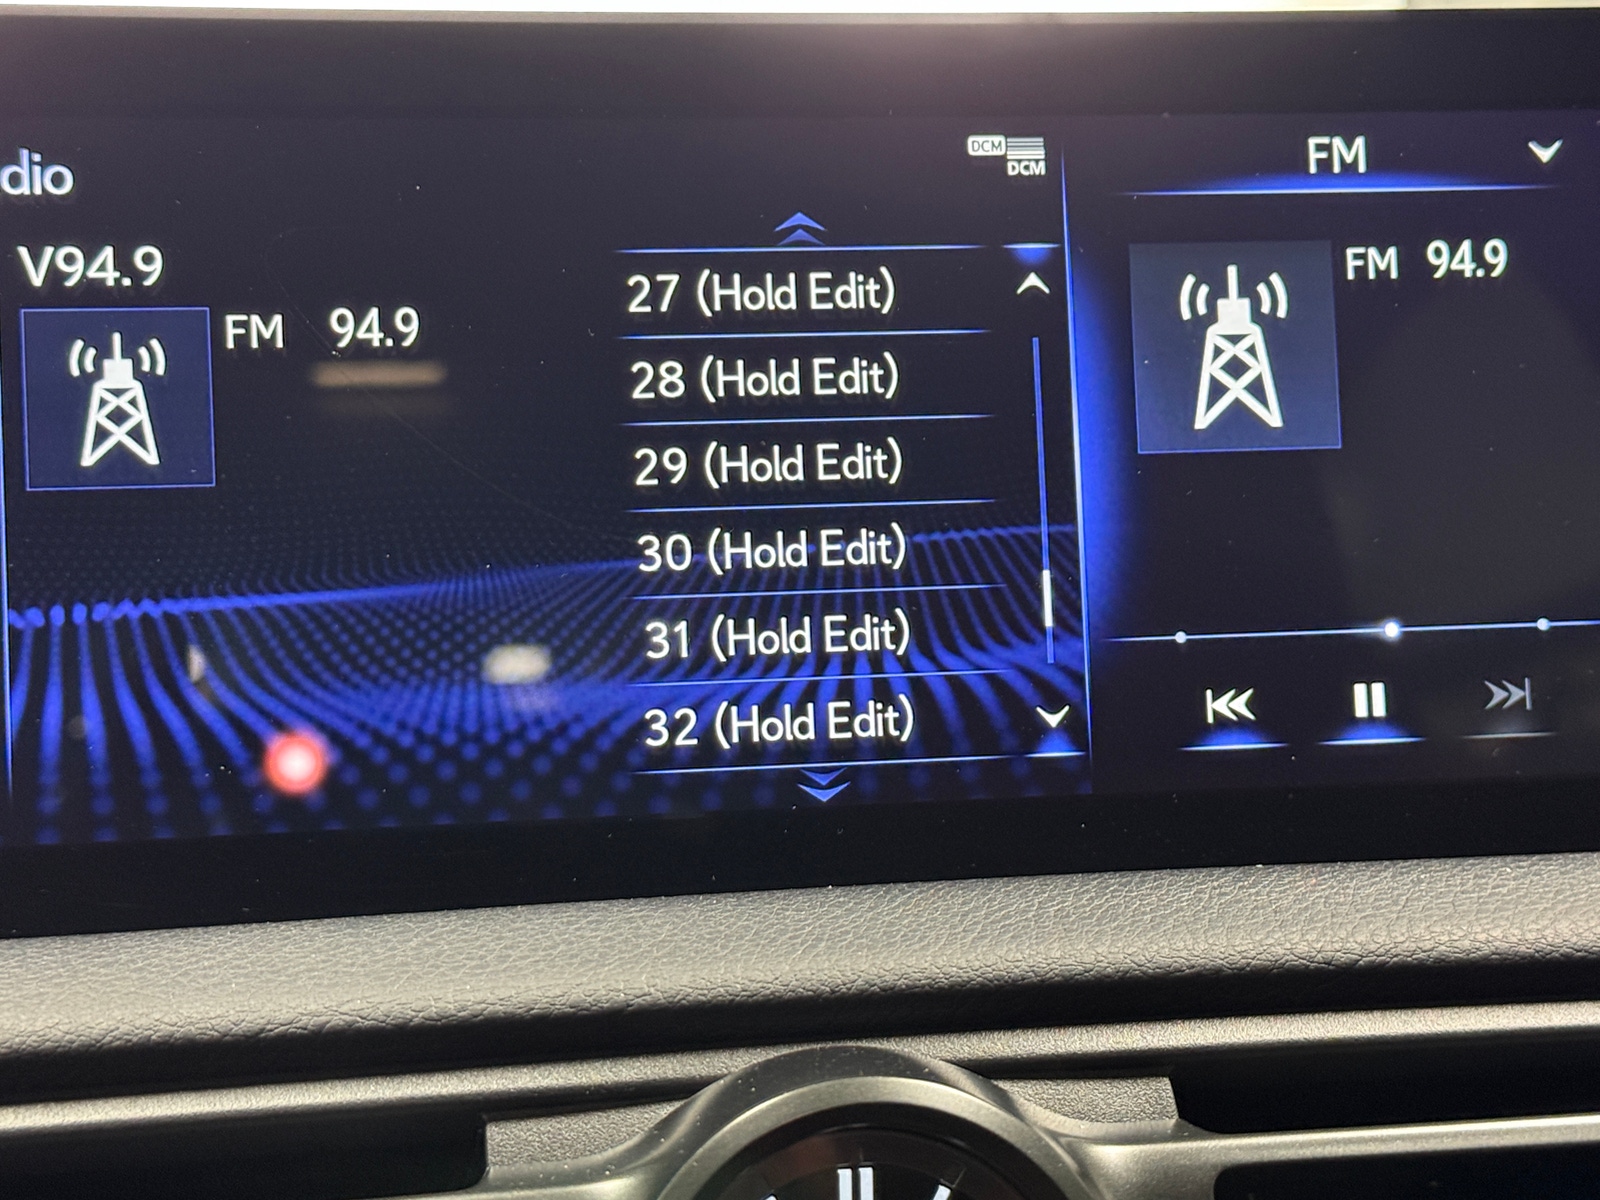 dio
V94.9
FM 94.9
DCM
DCM
27 (Hold Edit)
28 (Hold Edit)
29 (Hold Edit)
30 (Hold Edit)
31 (Hold Edit)
32 (Hold Edit)
FM
FM 94.9